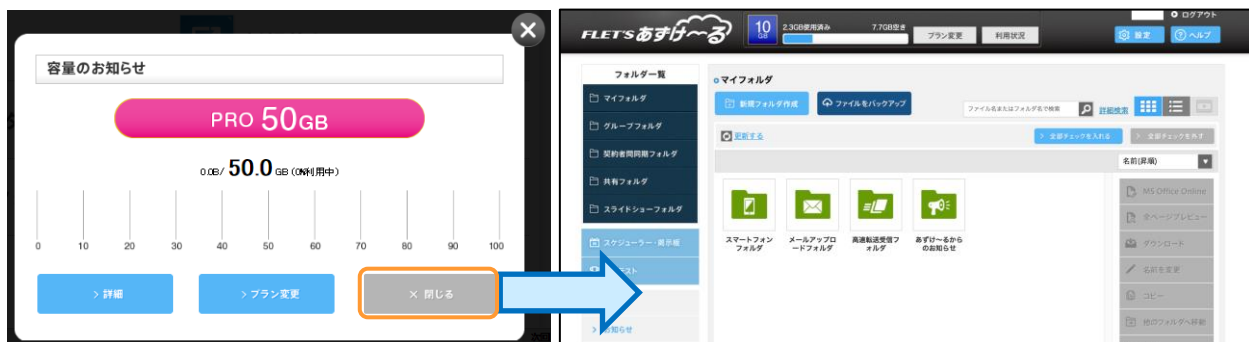 容量のお知らせ
PRO 50GB
0.0B/ 50.0 GB (0%利用中)
0 10 20 30 40 50 60 70 80 90 100
> 詳細
> プラン変更
× 閉じる
FLET'S あずけ～る
10 GB
2.3GB使用済み
7.7GB空き
プラン変更
利用状況
ログアウト
設定
ヘルプ
フォルダ一覧
マイフォルダ
グループフォルダ
契約者間同期フォルダ
共有フォルダ
スライドショーフォルダ
スケジューラー・掲示板
スト
> お知らせ
マイフォルダ
新規フォルダ作成
ファイルをバックアップ
ファイル名またはフォルダ名で検索
詳細検索
更新する
> 全部チェックを入れる
> 全部チェックを外す
名前(昇順)
スマートフォン
フォルダ
メールアップロ
ードフォルダ
高速転送受信フ
ォルダ
あずけ～るから
のお知らせ
MS Office Online
全ページプレビュー
ダウンロード
名前を変更
コピー
他のフォルダへ移動